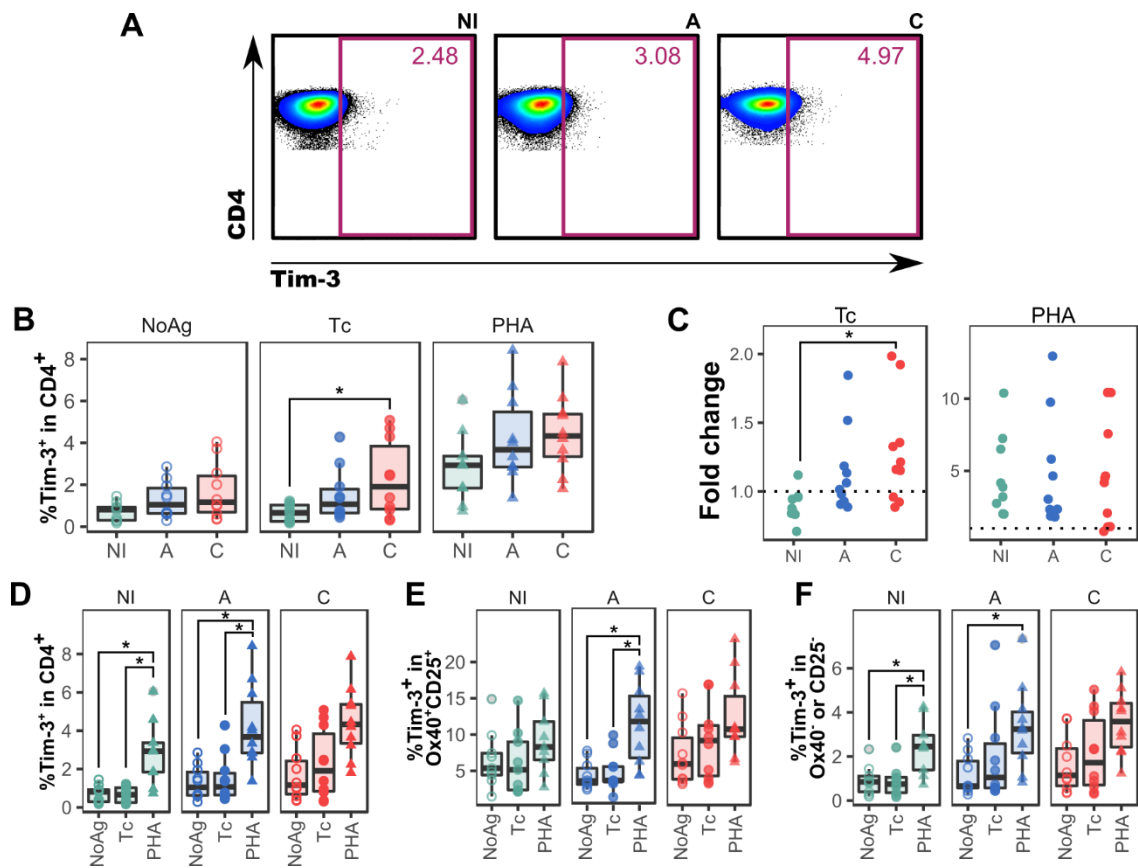 A
NI A C
2.48 3.08 4.97
CD4
Tim-3
B
NoAg Tc PHA
%Tim-3⁺ in CD4⁺
8
6
4
2
0
NI A C NI A C NI A C
*
C
Tc PHA
Fold change
*
2.0
1.5
1.0
10
5
NI A C NI A C
D
NI A C
%Tim-3⁺ in CD4⁺
8
6
4
2
0
* * * *
NoAg Tc PHA NoAg Tc PHA NoAg Tc PHA
E
NI A C
%Tim-3⁺ in
Ox40⁺CD25⁺
20
15
10
5
* *
NoAg Tc PHA NoAg Tc PHA NoAg Tc PHA
F
NI A C
%Tim-3⁺ in
Ox40⁻ or CD25⁻
6
4
2
0
* * *
NoAg Tc PHA NoAg Tc PHA NoAg Tc PHA